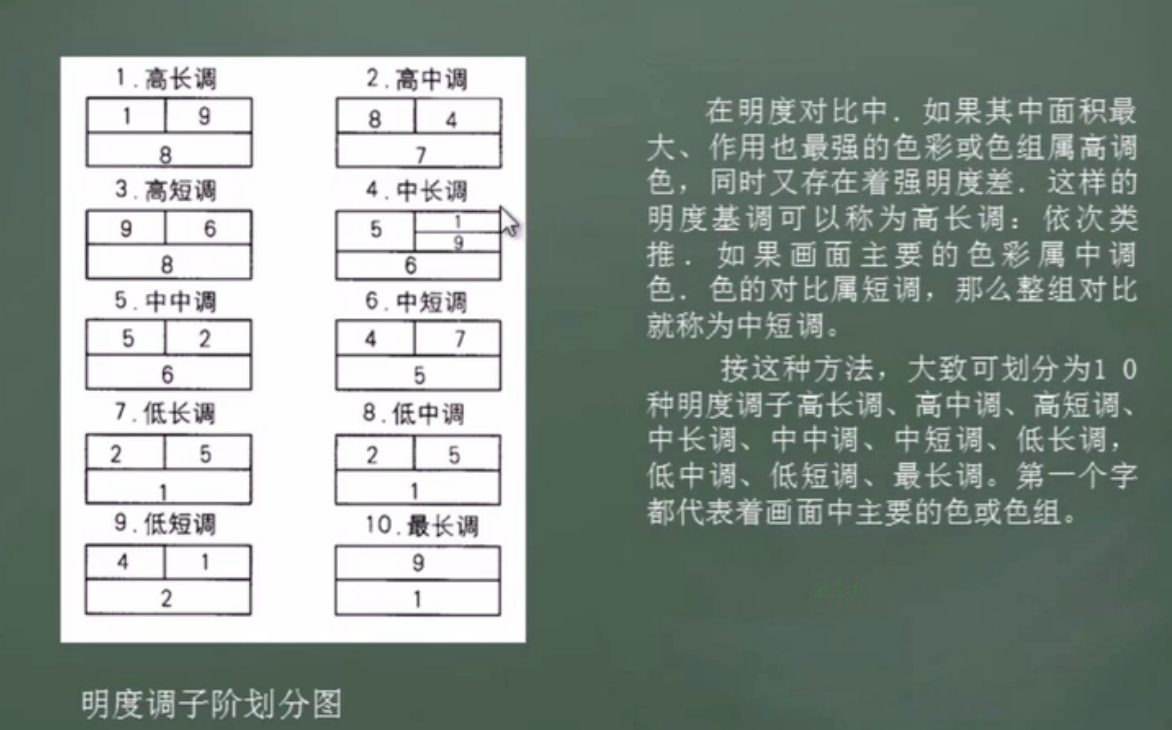 1.高长调
1 9
8
2.高中调
8 4
7
3.高短调
9 6
8
4.中长调
5 1
9
6
5.中中调
5 2
6
6.中短调
4 7
5
7.低长调
2 5
1
8.低中调
2 5
1
9.低短调
4 1
2
10.最长调
9
1
明度调子阶划分图
在明度对比中．如果其中面积最
大、作用也最强的色彩或色组属高调
色，同时又存在着强明度差．这样的
明度基调可以称为高长调：依次类
推．如果画面主要的色彩属中调
色．色的对比属短调，那么整组对比
就称为中短调。
按这种方法，大致可划分为10
种明度调子高长调、高中调、高短调、
中长调、中中调、中短调、低长调，
低中调、低短调、最长调。第一个字
都代表着画面中主要的色或色组。